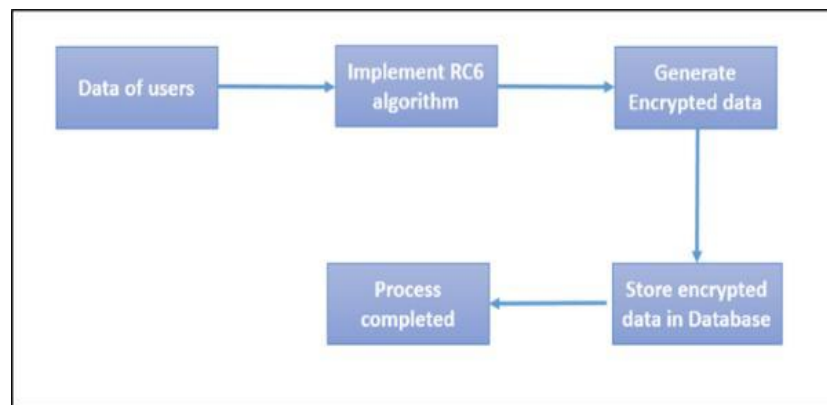 Data of users
Implement RC6
algorithm
Generate
Encrypted data
Process
completed
Store encrypted
data in Database